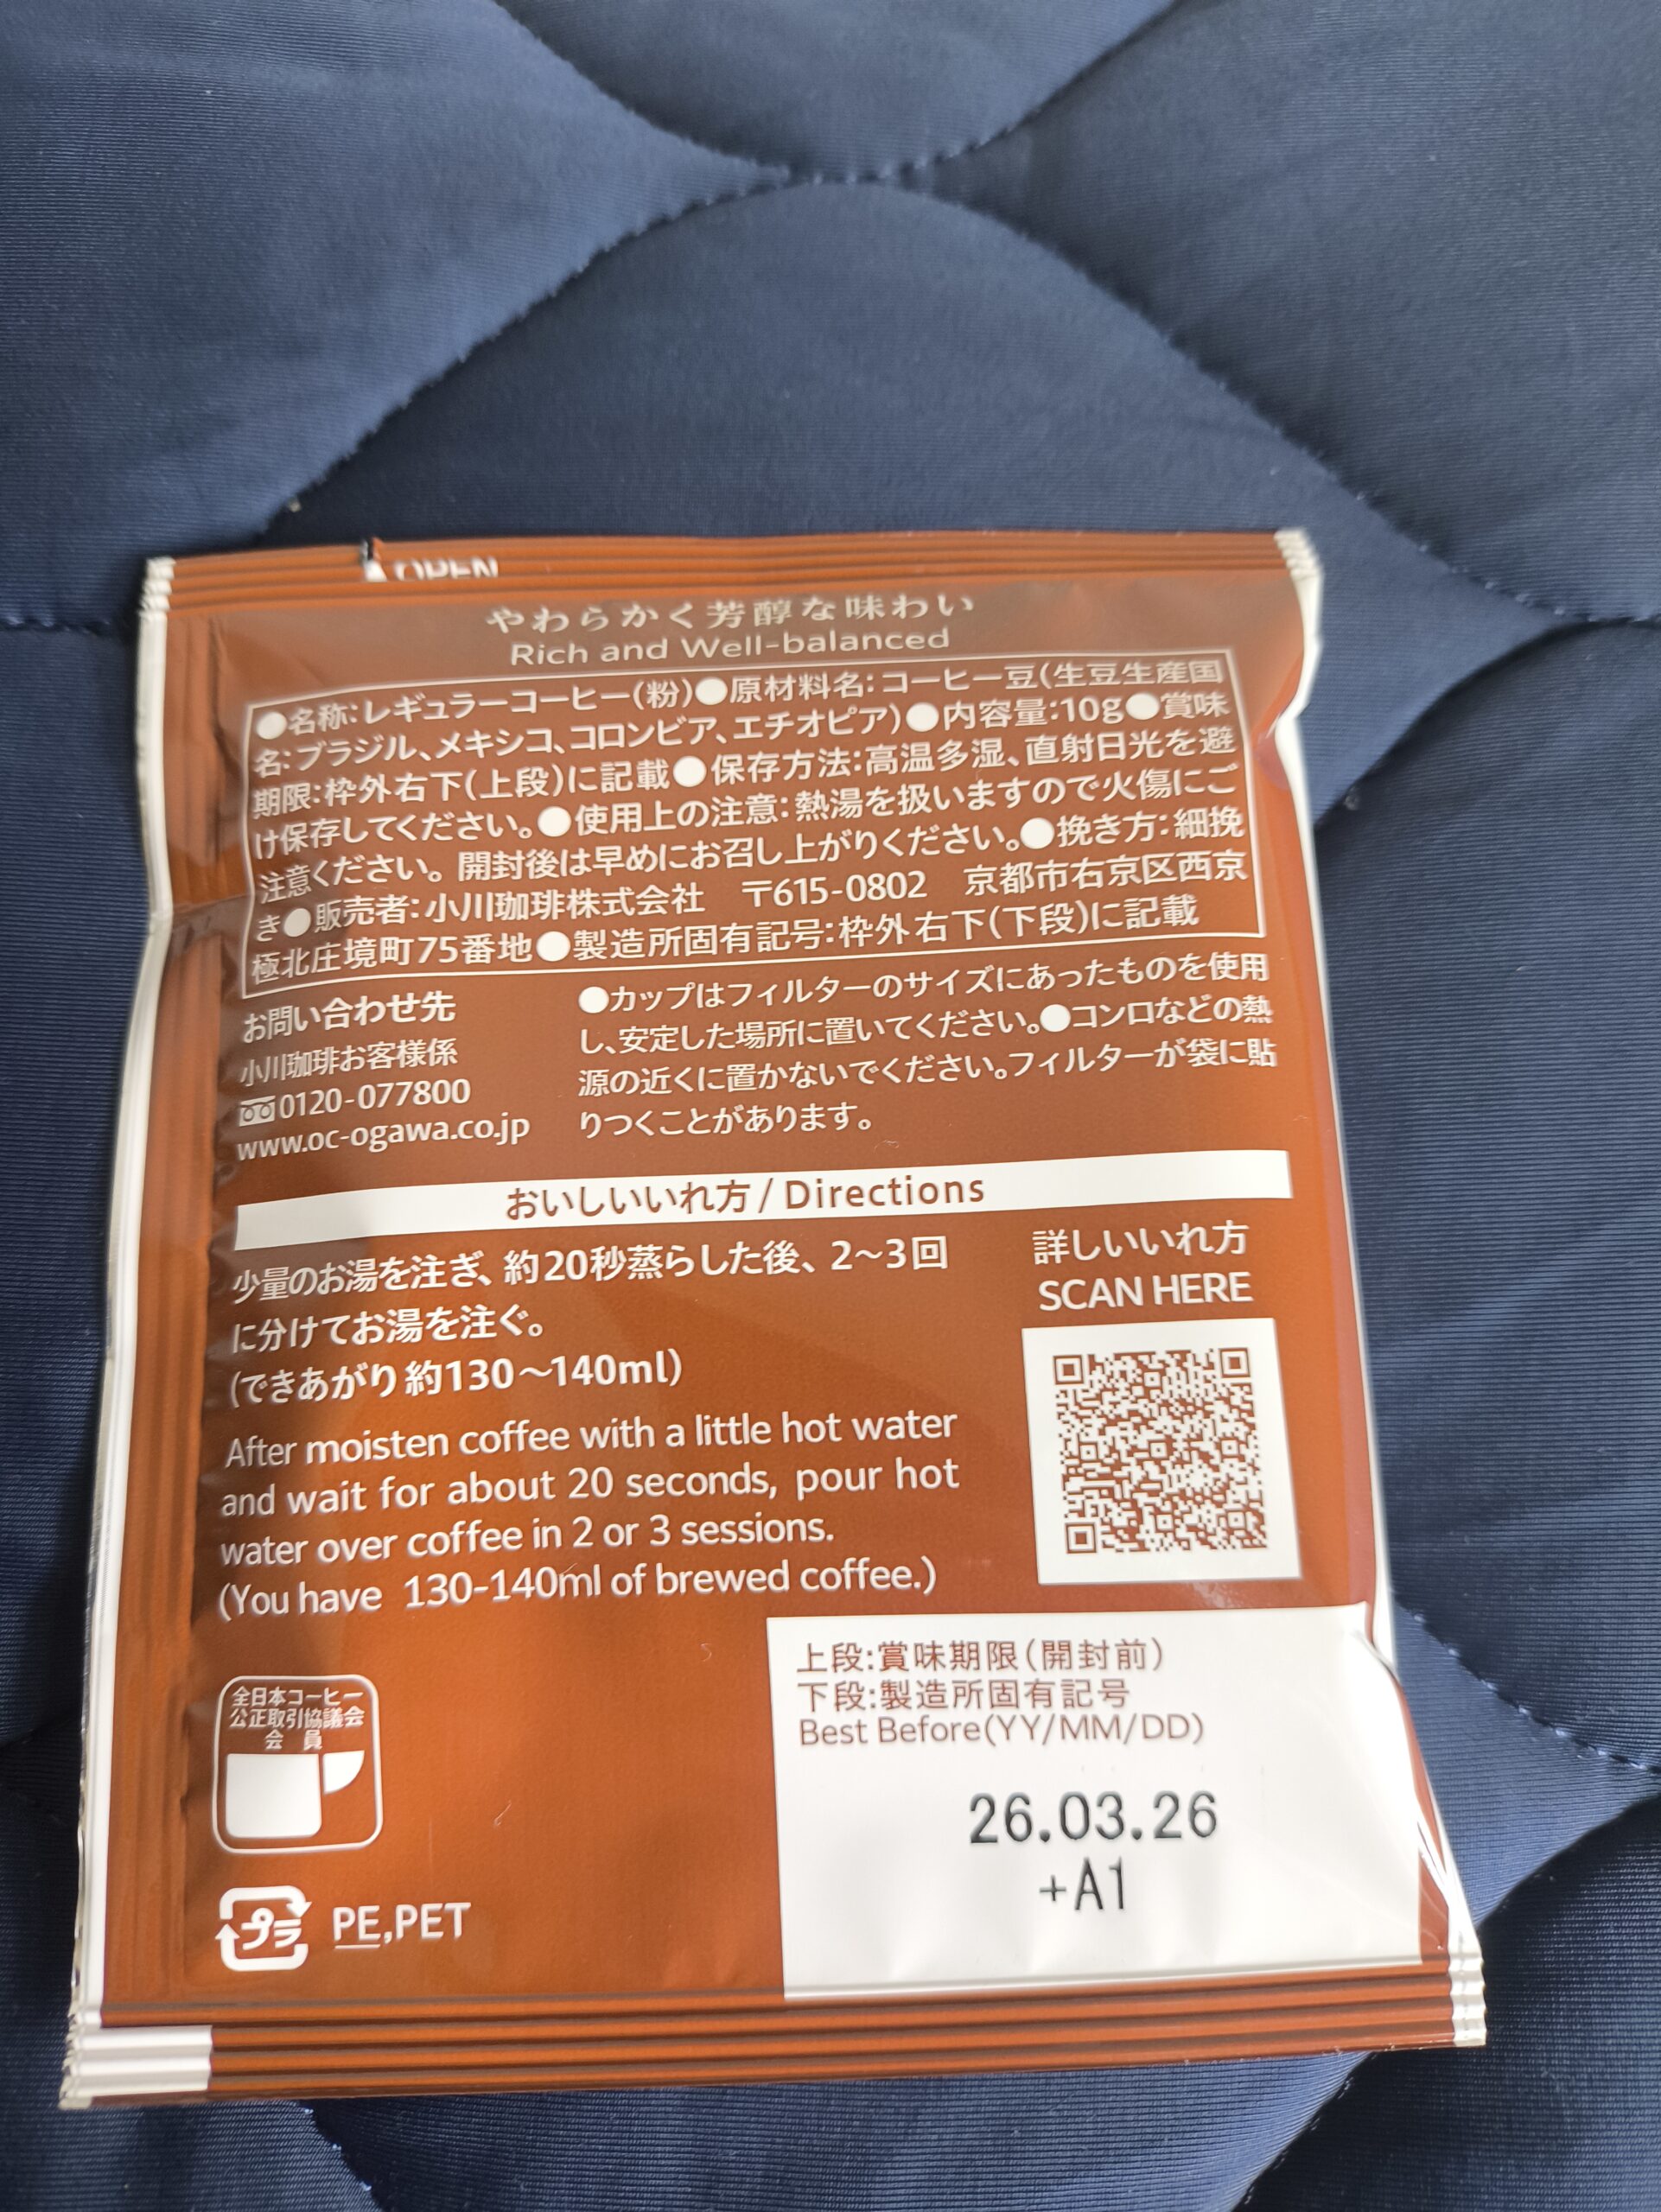 OPEN
やわらかく芳醇な味わい
Rich and Well-balanced
●名称:レギュラーコーヒー(粉)●原材料名:コーヒー豆(生豆生産国
名:ブラジル、メキシコ、コロンビア、エチオピア)●内容量:10g●賞味
期限:枠外右下(上段)に記載●保存方法:高温多湿、直射日光を避
け保存してください。●使用上の注意:熱湯を扱いますので火傷にご
注意ください。開封後は早めにお召し上がりください。●挽き方:細挽
き●販売者:小川珈琲株式会社 〒615-0802 京都市右京区西京
極北庄境町75番地●製造所固有記号:枠外右下(下段)に記載
お問い合わせ先
小川珈琲お客様係
0120-077800
www.oc-ogawa.co.jp
●カップはフィルターのサイズにあったものを使用
し、安定した場所に置いてください。●コンロなどの熱
源の近くに置かないでください。フィルターが袋に貼
りつくことがあります。
おいしいいれ方/Directions
少量のお湯を注ぎ、約20秒蒸らした後、2〜3回
に分けてお湯を注ぐ。
(できあがり約130〜140ml)
After moisten coffee with a little hot water
and wait for about 20 seconds, pour hot
water over coffee in 2 or 3 sessions.
(You have 130-140ml of brewed coffee.)
詳しいいれ方
SCAN HERE
全日本コーヒー
公正取引協議会
会員
プラ PE,PET
上段:賞味期限(開封前)
下段:製造所固有記号
Best Before(YY/MM/DD)
26.03.26
+A1